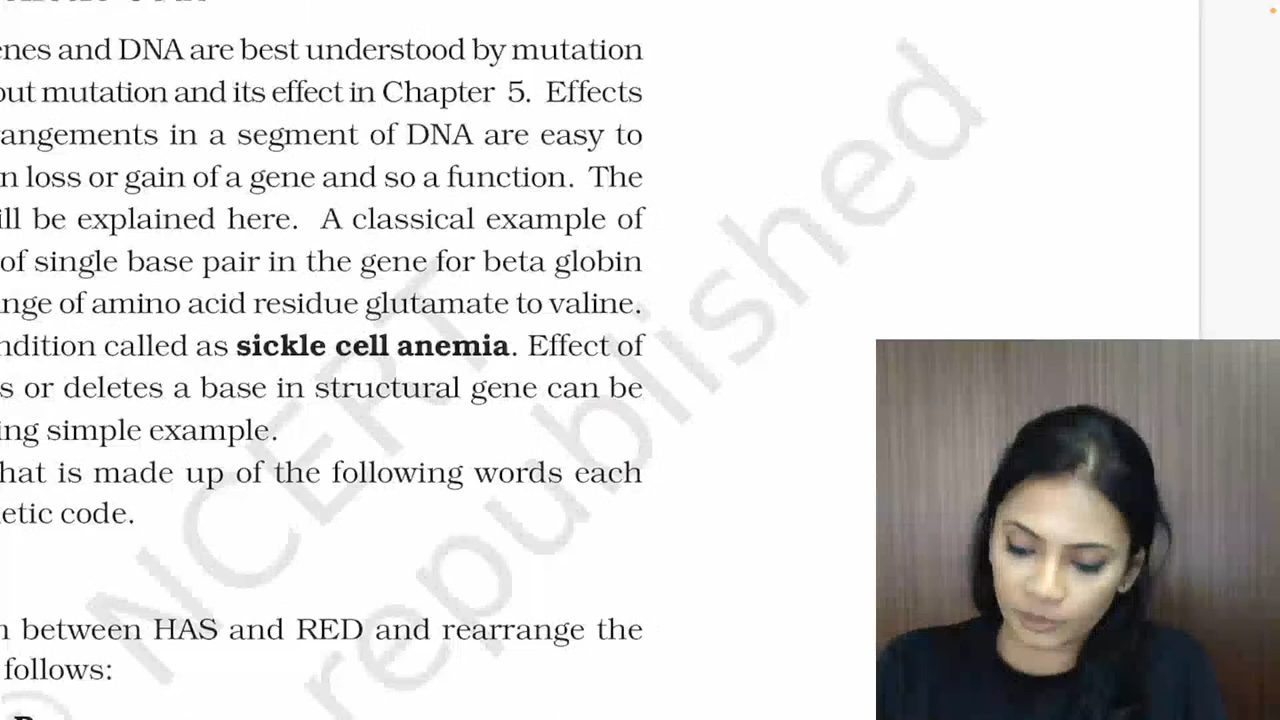 enes and DNA are best understood by mutation
out mutation and its effect in Chapter 5. Effects
rangements in a segment of DNA are easy to
n loss or gain of a gene and so a function. The
ill be explained here. A classical example of
of single base pair in the gene for beta globin
nge of amino acid residue glutamate to valine.
ndition called as sickle cell anemia. Effect of
s or deletes a base in structural gene can be
ing simple example.
hat is made up of the following words each
etic code.
n between HAS and RED and rearrange the
follows:
© NCERT
republished